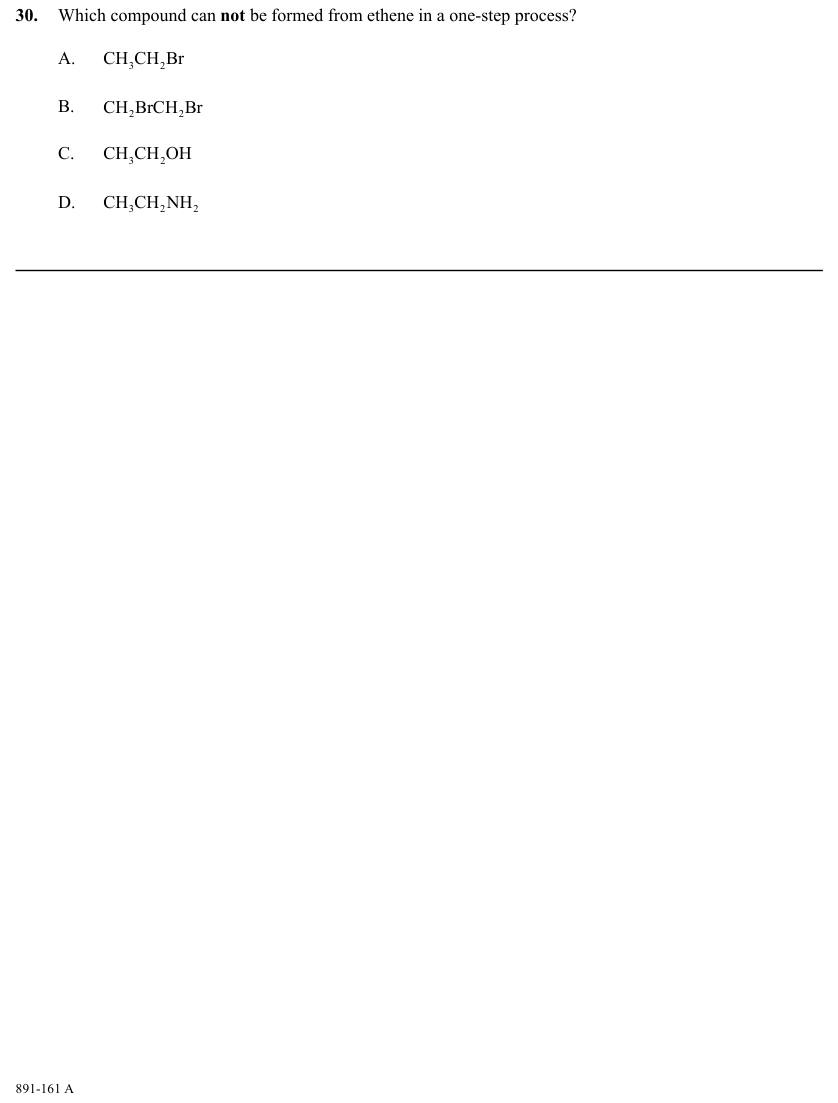 30. Which compound can not be formed from ethene in a one-step process?
A. CH₃CH₂Br
B. CH₂BrCH₂Br
C. CH₃CH₂OH
D. CH₃CH₂NH₂
891-161 A